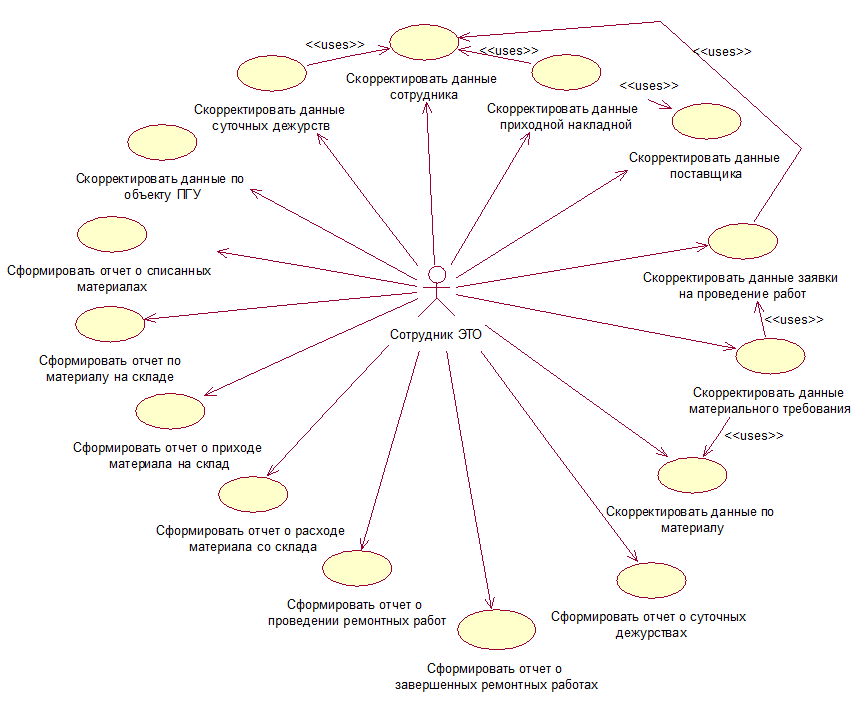 <<uses>>
<<uses>>
<<uses>>
Скорректировать данные
сотрудника
<<uses>>
Скорректировать данные
суточных дежурств
Скорректировать данные
приходной накладной
Скорректировать данные
поставщика
Скорректировать данные по
объекту ПГУ
Сформировать отчет о списанных
материалах
Скорректировать данные заявки
на проведение работ
<<uses>>
Сотрудник ЭТО
Сформировать отчет по
материалу на складе
Скорректировать данные
материального требования
<<uses>>
Сформировать отчет о приходе
материала на склад
Скорректировать данные по
материалу
Сформировать отчет о расходе
материала со склада
Сформировать отчет о
проведении ремонтных работ
Сформировать отчет о суточных
дежурствах
Сформировать отчет о
завершенных ремонтных работах